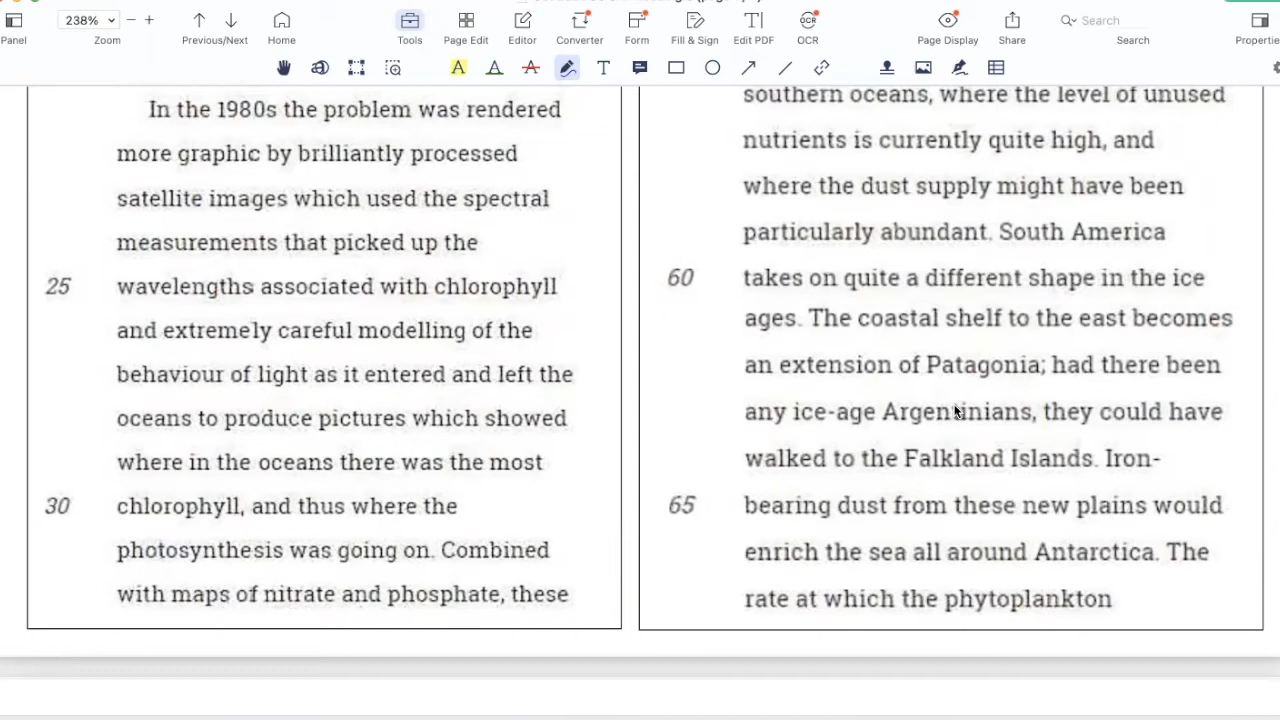 238%
Panel
Zoom
Previous/Next
Home
Tools
Page Edit
Editor
Converter
Form
Fill & Sign
Edit PDF
OCR
OCR
Page Display
Share
Search
Search
Propertie
In the 1980s the problem was rendered
more graphic by brilliantly processed
satellite images which used the spectral
measurements that picked up the
25 wavelengths associated with chlorophyll
and extremely careful modelling of the
behaviour of light as it entered and left the
oceans to produce pictures which showed
where in the oceans there was the most
30 chlorophyll, and thus where the
photosynthesis was going on. Combined
with maps of nitrate and phosphate, these
southern oceans, where the level of unused
nutrients is currently quite high, and
where the dust supply might have been
particularly abundant. South America
60 takes on quite a different shape in the ice
ages. The coastal shelf to the east becomes
an extension of Patagonia; had there been
any ice-age Argentinians, they could have
walked to the Falkland Islands. Iron-
65 bearing dust from these new plains would
enrich the sea all around Antarctica. The
rate at which the phytoplankton